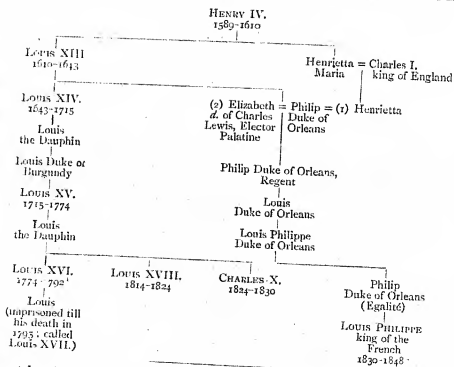 HENRY IV.
1589-1610
Louis XIII
1610-1643
Henrietta = Charles I.
Maria king of England
Louis XIV.
1643-1715
(2) Elizabeth = Philip = (1) Henrietta
d. of Charles Duke of
Lewis, Elector Orleans
Palatine
Louis
the Dauphin
Louis Duke of
Burgundy
Philip Duke of Orleans,
Regent
Louis XV.
1715-1774
Louis
Duke of Orleans
Louis
the Dauphin
Louis Philippe
Duke of Orleans
Louis XVI.
1774-792
Louis XVIII.
1814-1824
CHARLES X.
1824-1830
Philip
Duke of Orleans
(Egalité)
Louis
(imprisoned till
his death in
1793; called
Louis XVII.)
LOUIS PHILIPPE
king of the
French
1830-1848